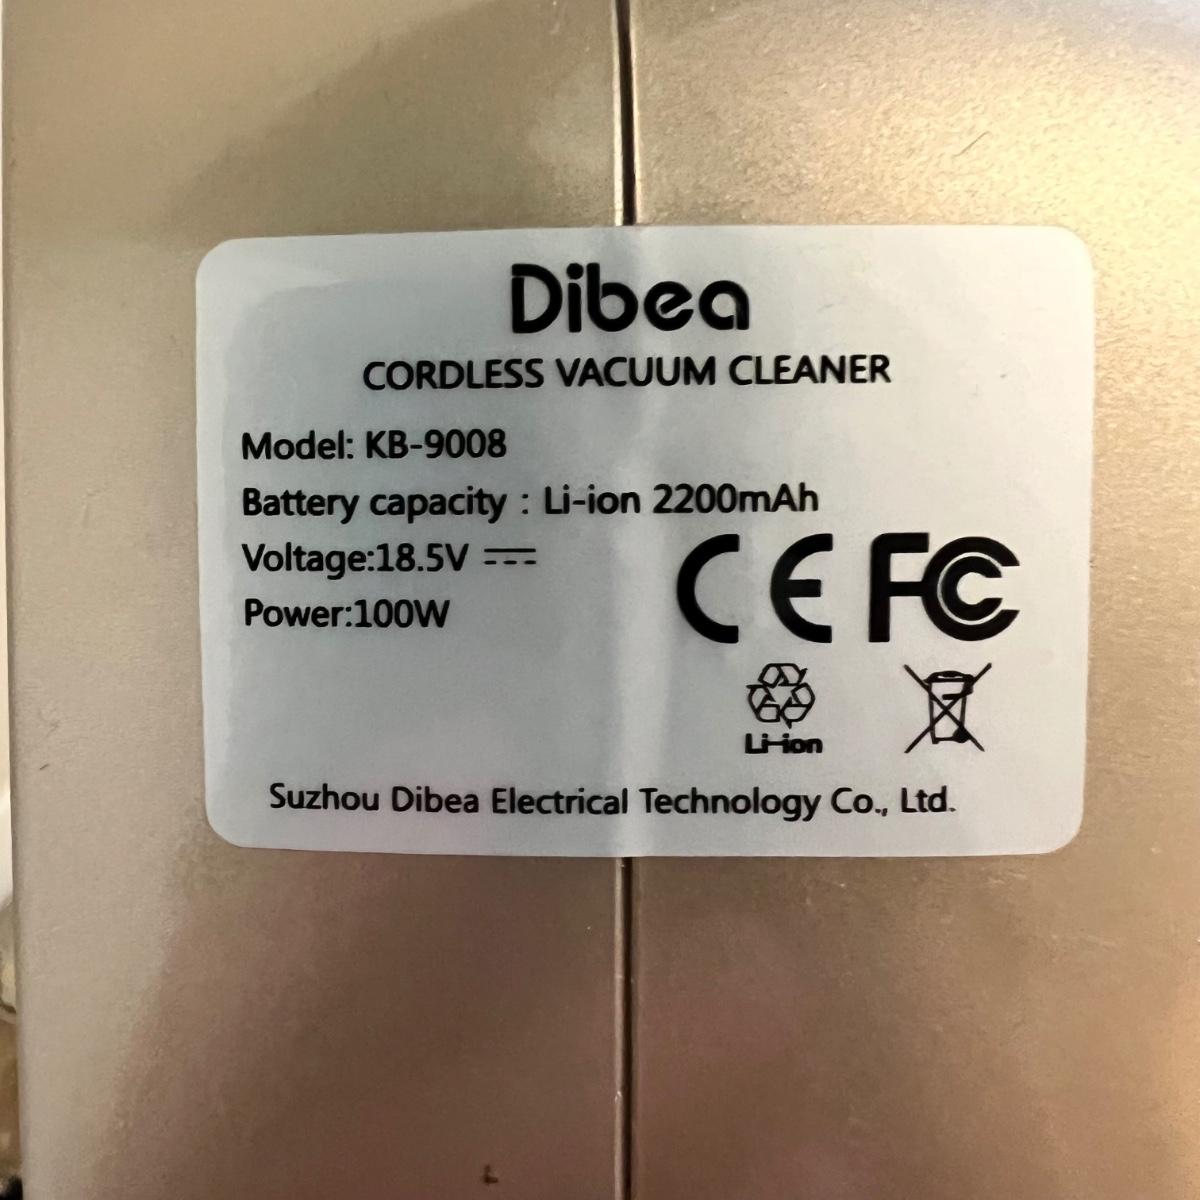 Dibea
CORDLESS VACUUM CLEANER
Model: KB-9008
Battery capacity : Li-ion 2200mAh
Voltage:18.5V ⎓
Power:100W
CE FC
Li-ion
Suzhou Dibea Electrical Technology Co., Ltd.